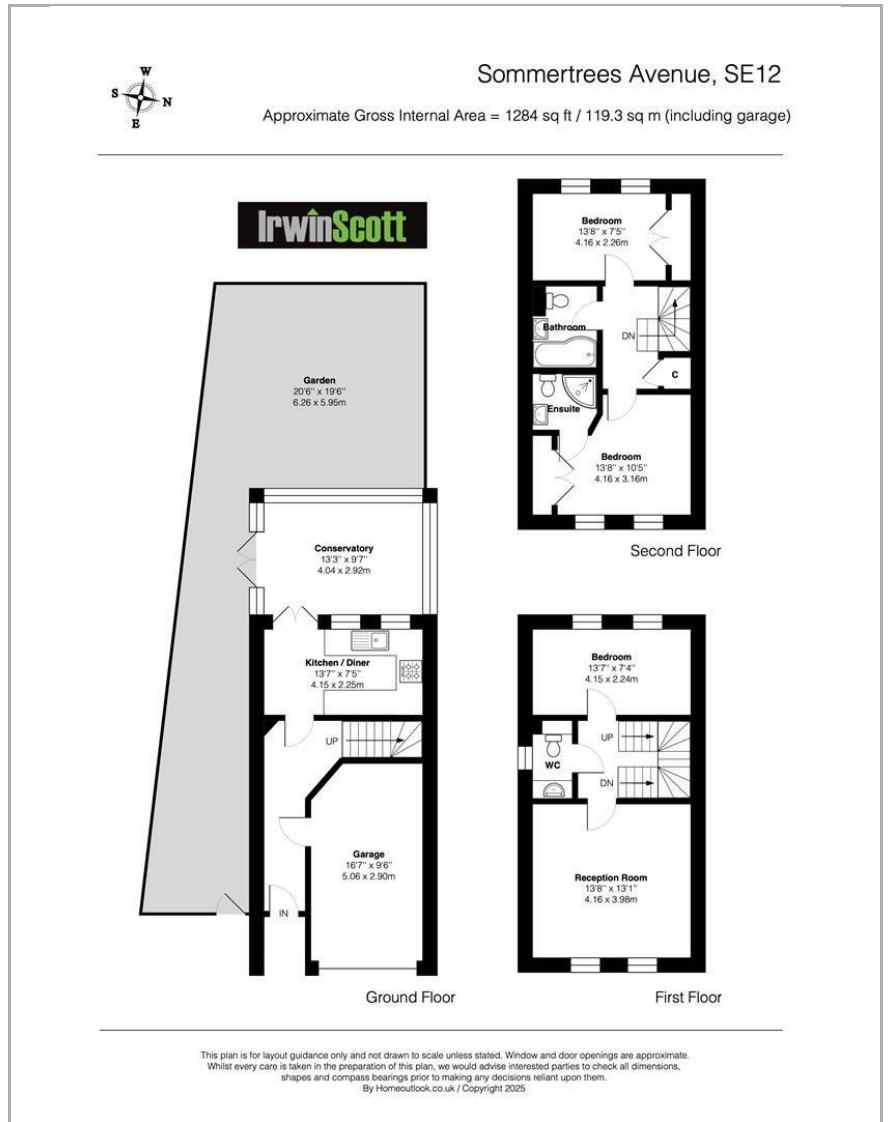 Sommertrees Avenue, SE12
Approximate Gross Internal Area = 1284 sq ft / 119.3 sq m (including garage)
W
S
N
E
IrwinScott
Garden
20'6'' x 19'6''
6.26 x 5.95m
Conservatory
13'3'' x 9'7''
4.04 x 2.92m
Kitchen / Diner
13'7'' x 7'5''
4.15 x 2.25m
UP
Garage
16'7'' x 9'6''
5.06 x 2.90m
IN
Ground Floor
Bedroom
13'8'' x 7'5''
4.16 x 2.26m
Bathroom
DN
C
Ensuite
Bedroom
13'8'' x 10'5''
4.16 x 3.16m
Second Floor
Bedroom
13'7'' x 7'4''
4.15 x 2.24m
UP
WC
DN
Reception Room
13'8'' x 13'1''
4.16 x 3.98m
First Floor
This plan is for layout guidance only and not drawn to scale unless stated. Window and door openings are approximate.
Whilst every care is taken in the preparation of this plan, we would advise interested parties to check all dimensions,
shapes and compass bearings prior to making any decisions reliant upon them.
By Homeoutlook.co.uk / Copyright 2025